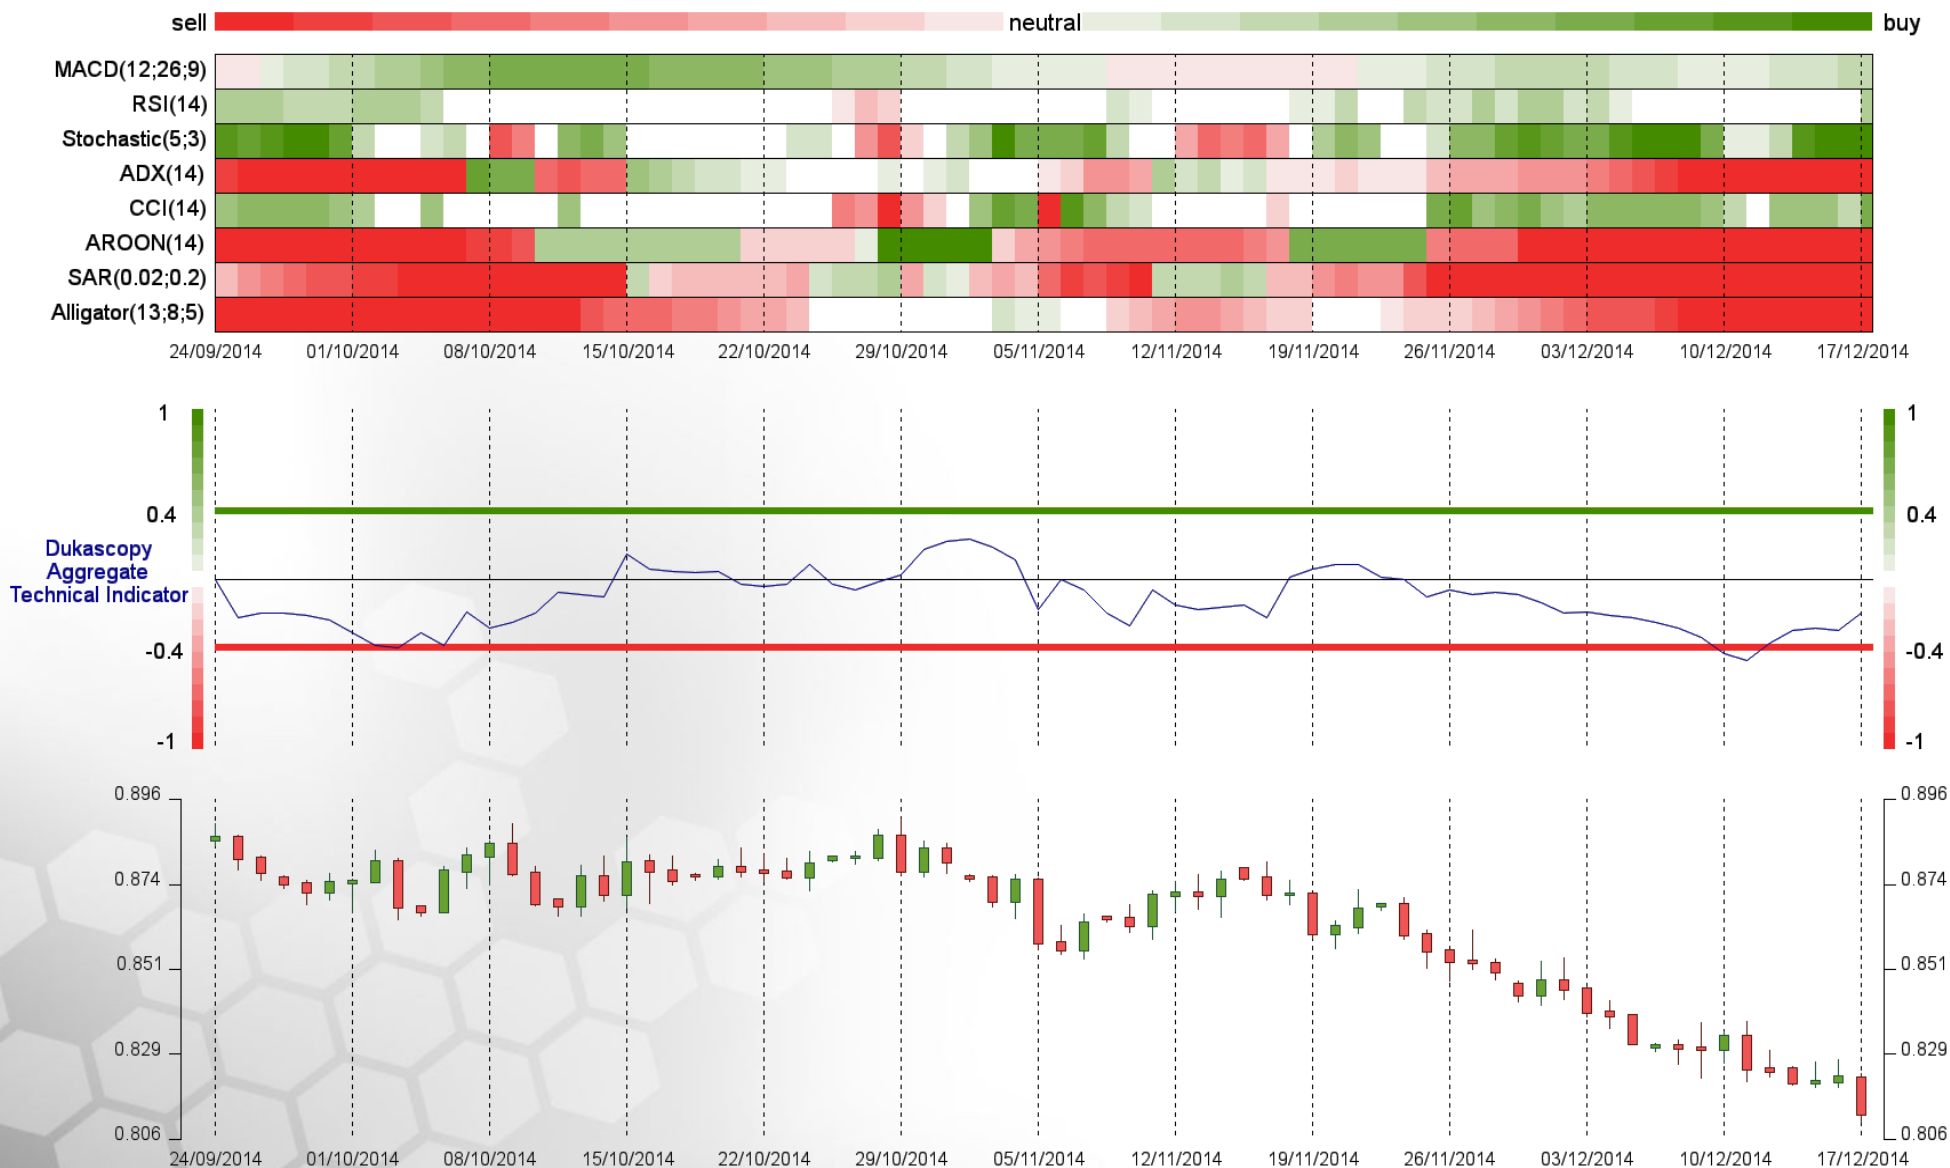 sell neutral buy
MACD(12;26;9)
RSI(14)
Stochastic(5;3)
ADX(14)
CCI(14)
AROON(14)
SAR(0.02;0.2)
Alligator(13;8;5)
24/09/2014 01/10/2014 08/10/2014 15/10/2014 22/10/2014 29/10/2014 05/11/2014 12/11/2014 19/11/2014 26/11/2014 03/12/2014 10/12/2014 17/12/2014
1 1
0.4 0.4
Dukascopy
Aggregate
Technical Indicator
-0.4 -0.4
-1 -1
0.896 0.896
0.874 0.874
0.851 0.851
0.829 0.829
0.806 0.806
24/09/2014 01/10/2014 08/10/2014 15/10/2014 22/10/2014 29/10/2014 05/11/2014 12/11/2014 19/11/2014 26/11/2014 03/12/2014 10/12/2014 17/12/2014